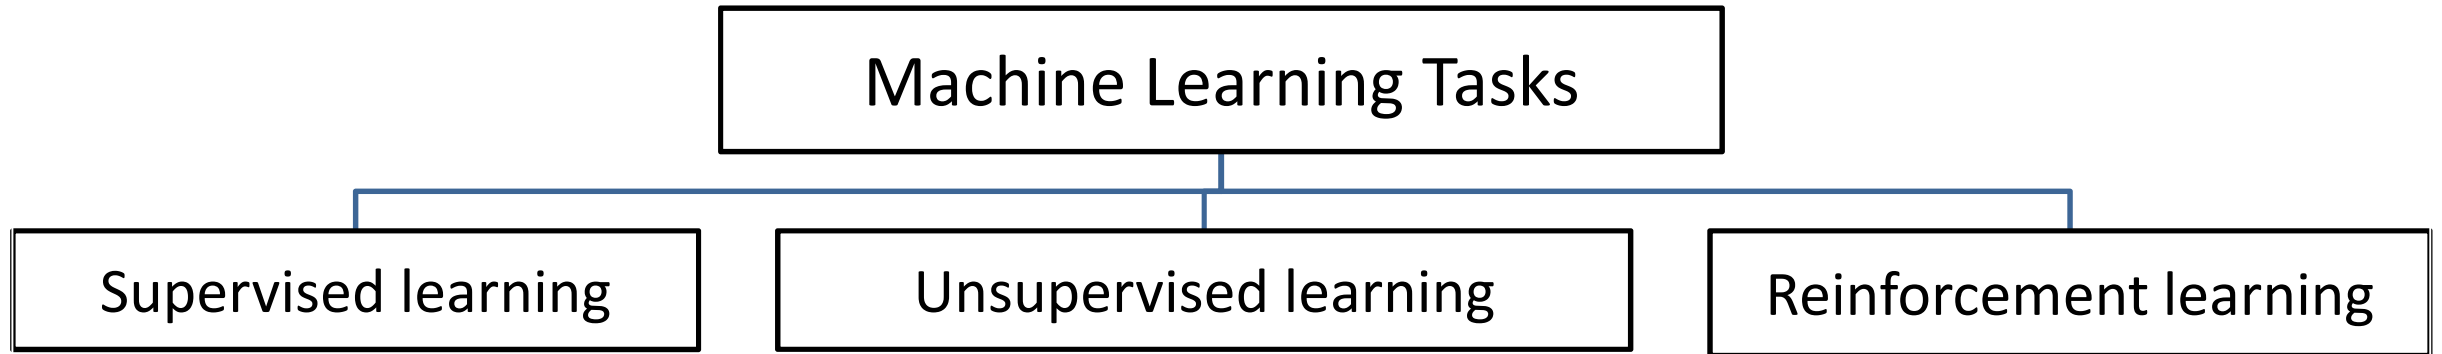 Machine Learning Tasks
Supervised learning
Unsupervised learning
Reinforcement learning